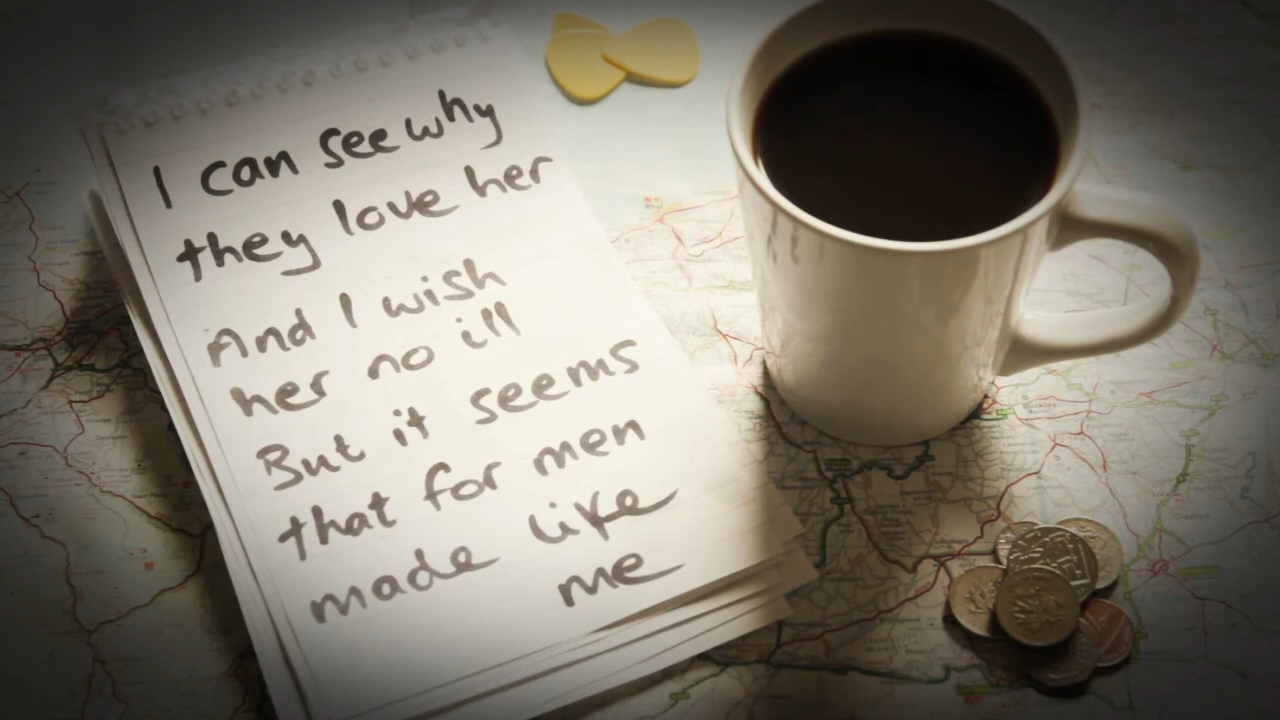 I can see why
they love her
And I wish
her no ill
But it seems
that for men
made like
me